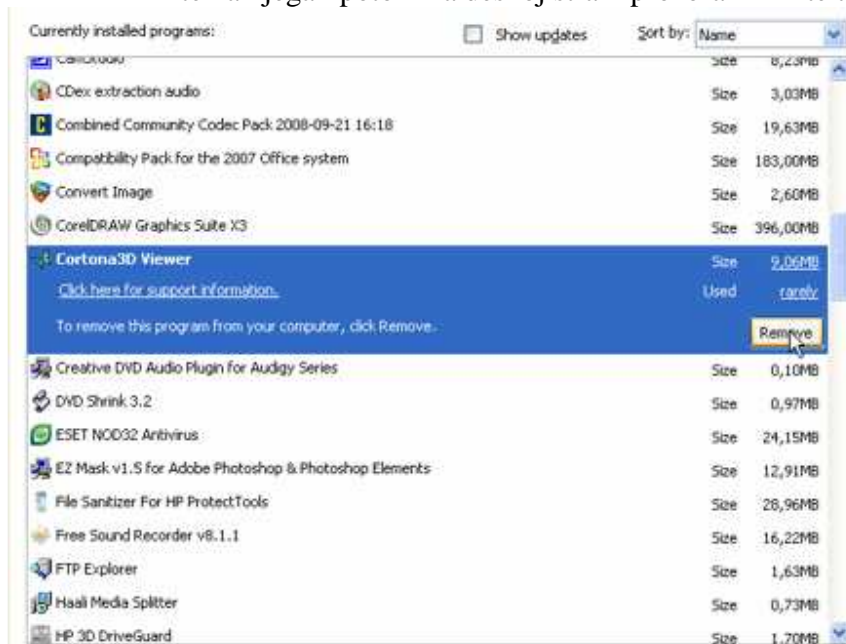 Currently installed programs: Show updates Sort by: Name
Size 8,23MB
CDex extraction audio Size 3,03MB
Combined Community Codec Pack 2008-09-21 16:18 Size 19,63MB
Compatibility Pack for the 2007 Office system Size 183,00MB
Convert Image Size 2,60MB
CorelDRAW Graphics Suite X3 Size 396,00MB
Cortona3D Viewer Size 9,06MB
Click here for support information. Used rarely
To remove this program from your computer, click Remove. Remove
Creative DVD Audio Plugin for Audigy Series Size 0,10MB
DVD Shrink 3.2 Size 0,97MB
ESET NOD32 Antivirus Size 24,15MB
EZ Mask v1.5 for Adobe Photoshop & Photoshop Elements Size 12,91MB
File Sanitizer For HP ProtectTools Size 28,96MB
Free Sound Recorder v8.1.1 Size 16,22MB
FTP Explorer Size 1,63MB
Haali Media Splitter Size 0,73MB
HP 3D DriveGuard Size 1,70MB